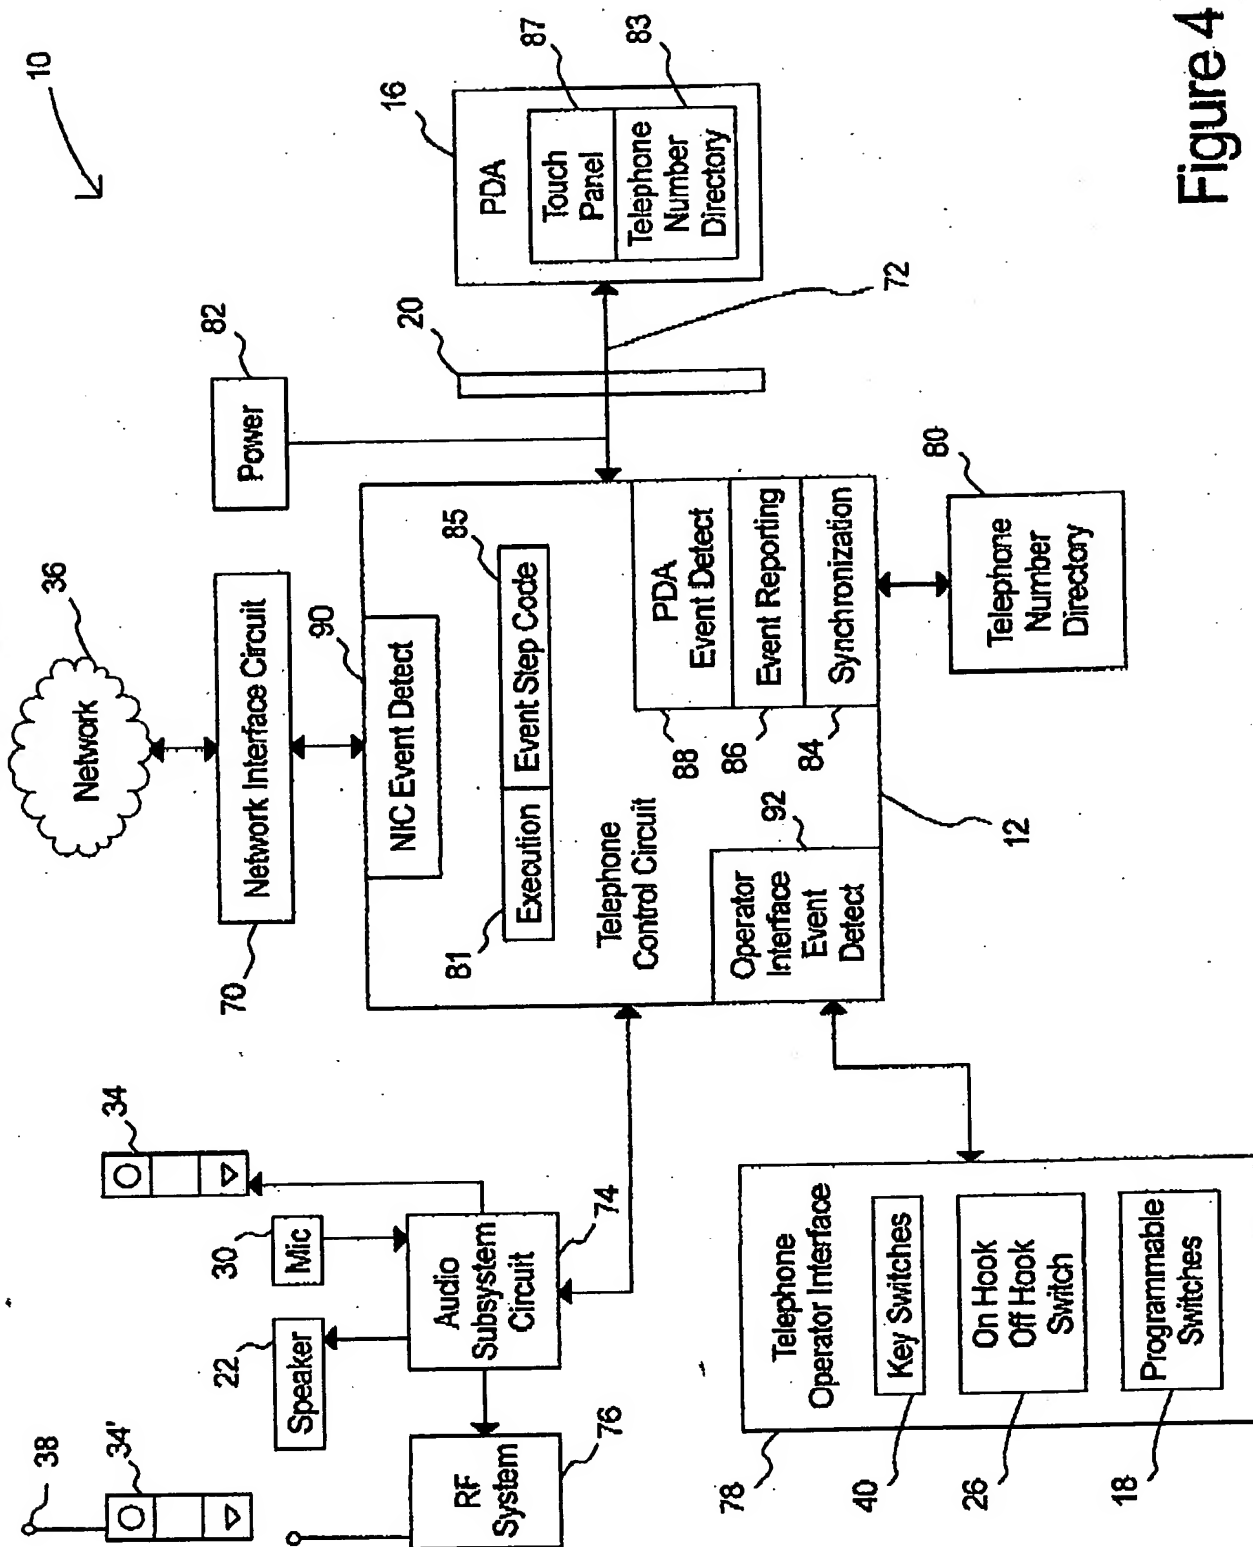 10
38
34'
34
Network
36
RF
System
76
22
Speaker
30
Mic
Audio
Subsystem
Circuit
74
70
Network Interface Circuit
Power
82
NIC Event Detect
90
81
Execution
Event Step Code
85
Telephone
Control Circuit
20
16
PDA
Touch
Panel
87
Telephone
Number
Directory
83
72
78
Telephone
Operator Interface
40
Key Switches
26
On Hook
Off Hook
Switch
18
Programmable
Switches
Operator
Interface
Event
Detect
92
12
88
PDA
Event Detect
86
Event Reporting
84
Synchronization
Telephone
Number
Directory
80
Figure 4